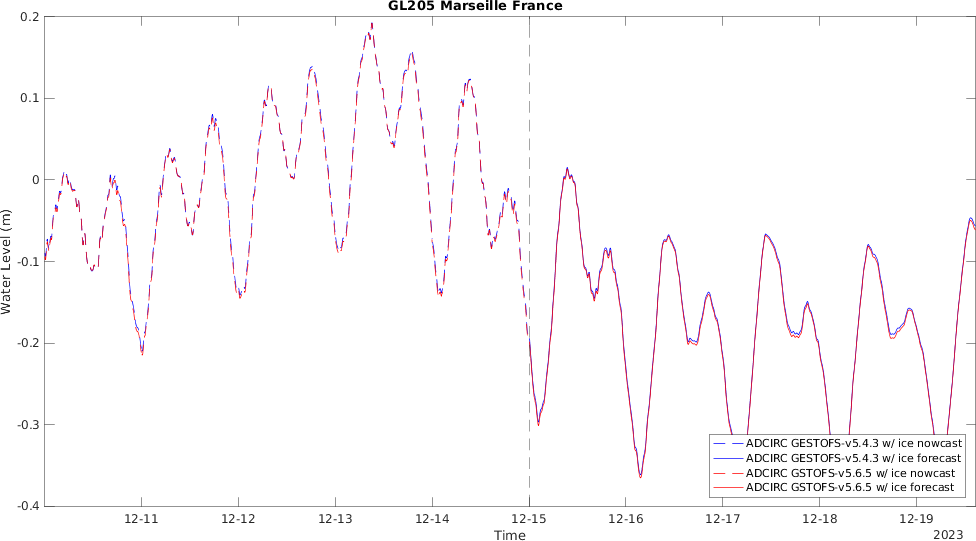 GL205 Marseille France
0.2
0.1
0
-0.1
-0.2
-0.3
-0.4
Water Level (m)
12-11
12-12
12-13
12-14
12-15
12-16
12-17
12-18
12-19
Time
2023
ADCIRC GESTOFS-v5.4.3 w/ ice nowcast
ADCIRC GESTOFS-v5.4.3 w/ ice forecast
ADCIRC GSTOFS-v5.6.5 w/ ice nowcast
ADCIRC GSTOFS-v5.6.5 w/ ice forecast